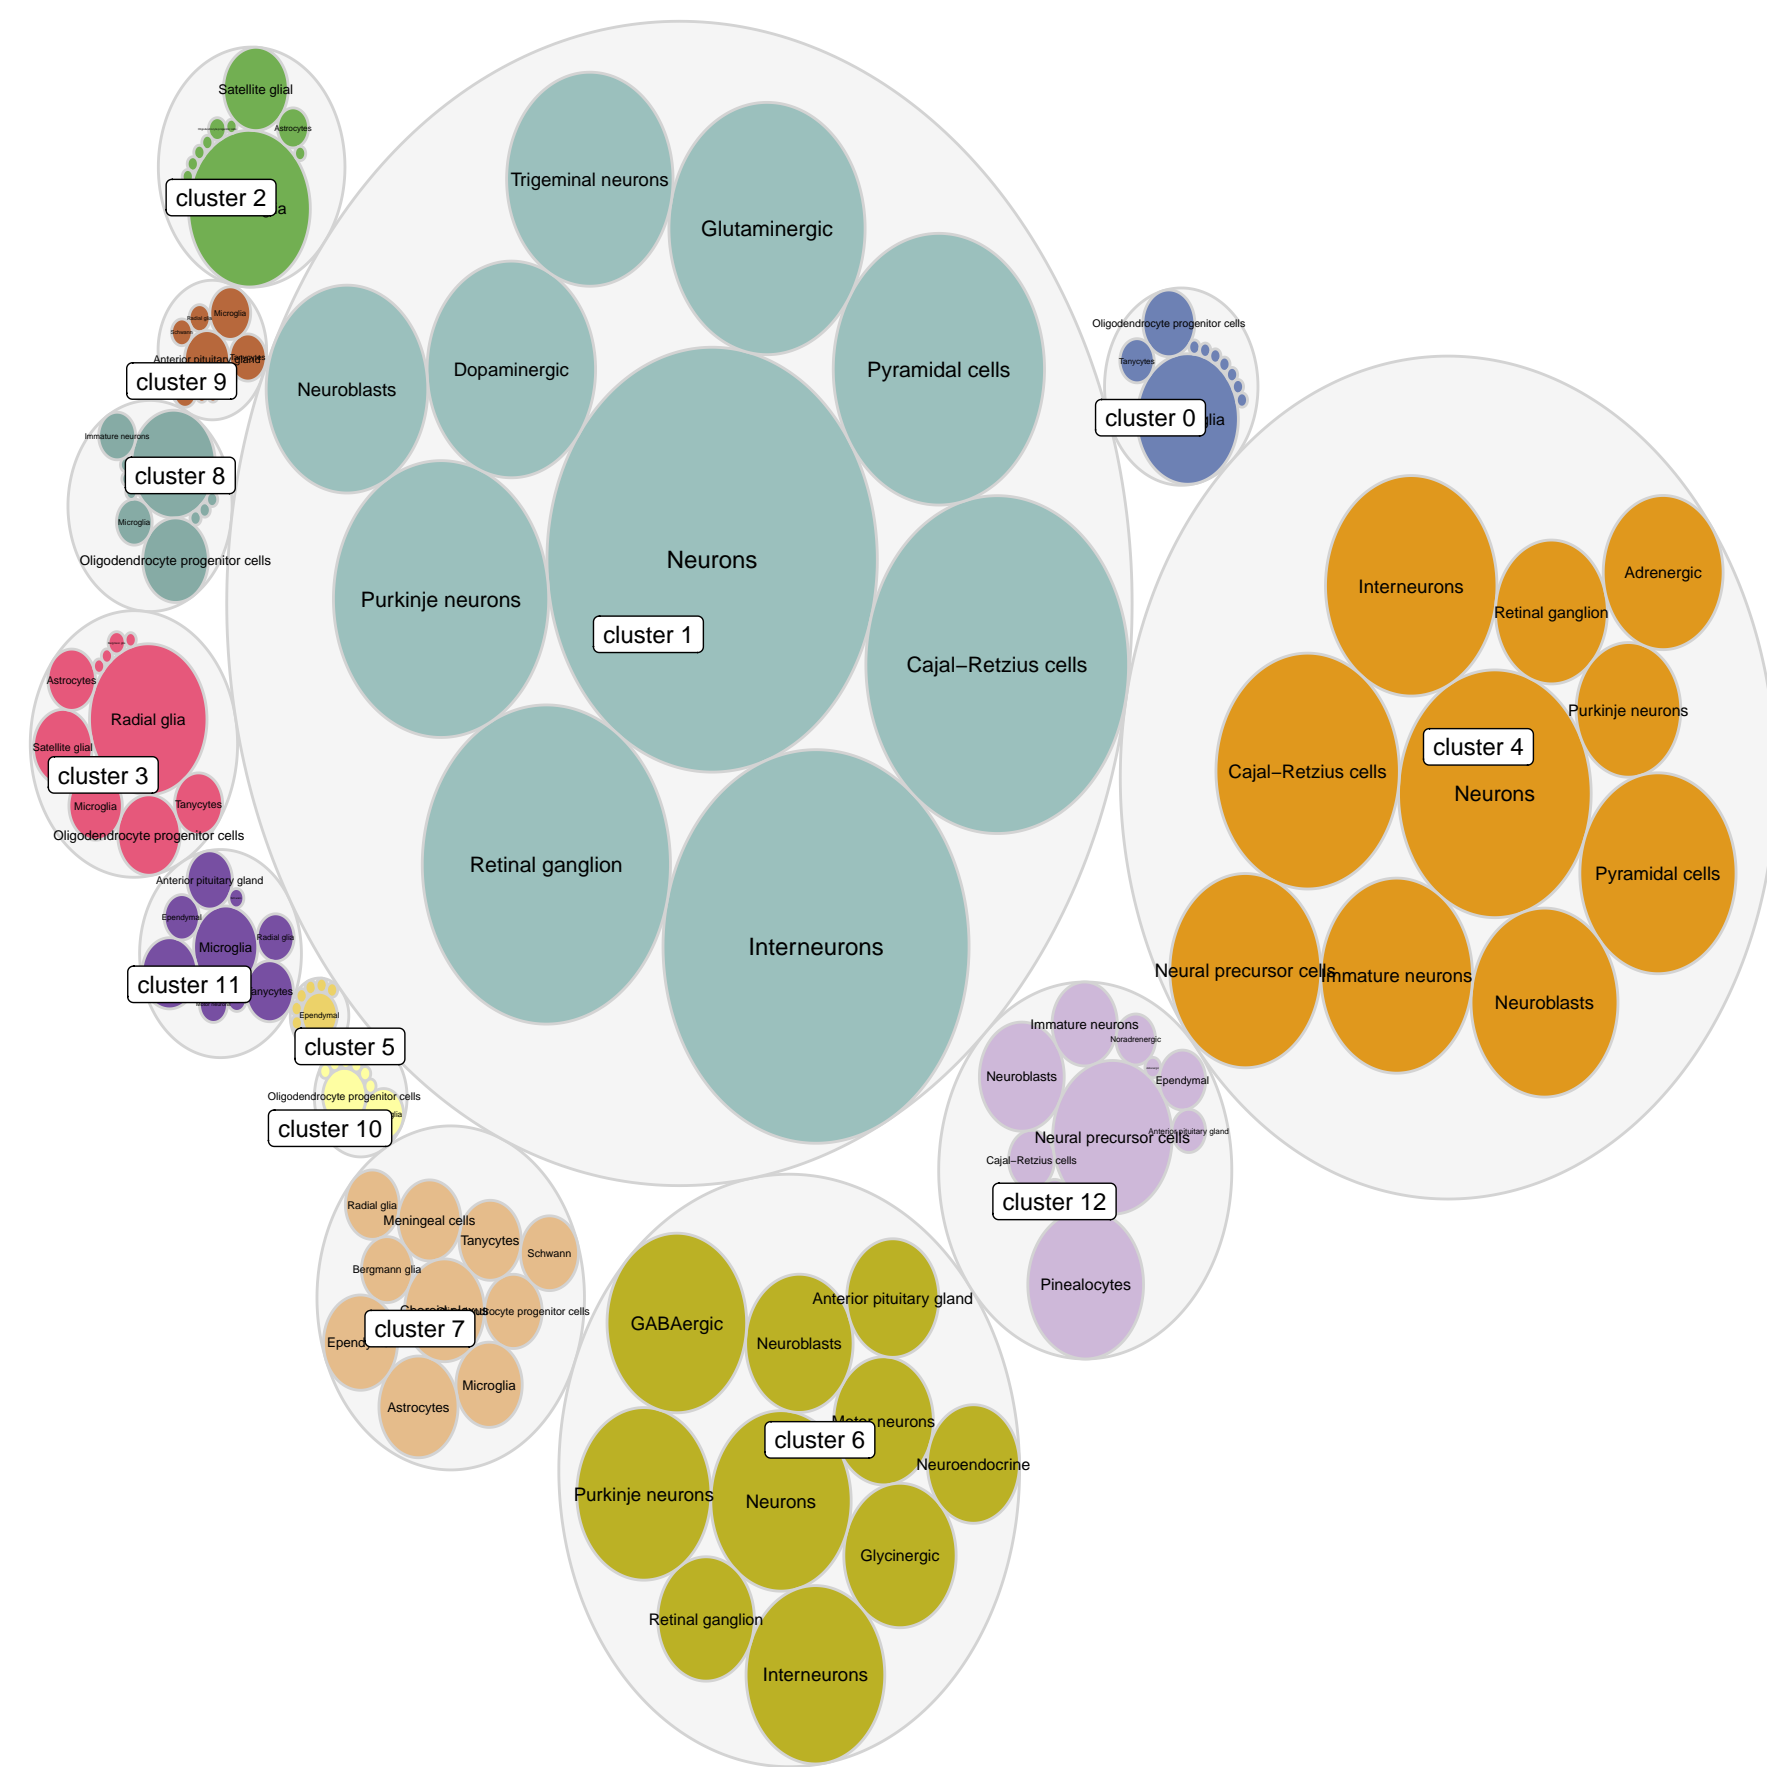 Satellite glial
Astrocytes
cluster 2
Microglia
Radial glia
Schwann
Anterior pituitary gland
Tanycytes
cluster 9
Immature neurons
cluster 8
Microglia
Oligodendrocyte progenitor cells
Astrocytes
Radial glia
Satellite glial
cluster 3
Microglia
Tanycytes
Oligodendrocyte progenitor cells
Anterior pituitary gland
Ependymal
Radial glia
Microglia
cluster 11
Tanycytes
Ependymal
cluster 5
Oligodendrocyte progenitor cells
cluster 10
Trigeminal neurons
Glutaminergic
Dopaminergic
Pyramidal cells
Neuroblasts
Neurons
Purkinje neurons
cluster 1
Cajal–Retzius cells
Retinal ganglion
Interneurons
Oligodendrocyte progenitor cells
Tanycytes
cluster 0
Interneurons
Adrenergic
Retinal ganglion
Purkinje neurons
cluster 4
Cajal–Retzius cells
Neurons
Pyramidal cells
Neural precursor cells
Immature neurons
Neuroblasts
Immature neurons
Noradrenergic
Neuroblasts
Ependymal
Neural precursor cells
Anterior pituitary gland
Cajal–Retzius cells
cluster 12
Pinealocytes
Radial glia
Meningeal cells
Tanycytes
Schwann
Bergmann glia
cluster 7
Microglia
Astrocytes
GABAergic
Anterior pituitary gland
Neuroblasts
Motor neurons
cluster 6
Neuroendocrine
Purkinje neurons
Neurons
Glycinergic
Retinal ganglion
Interneurons